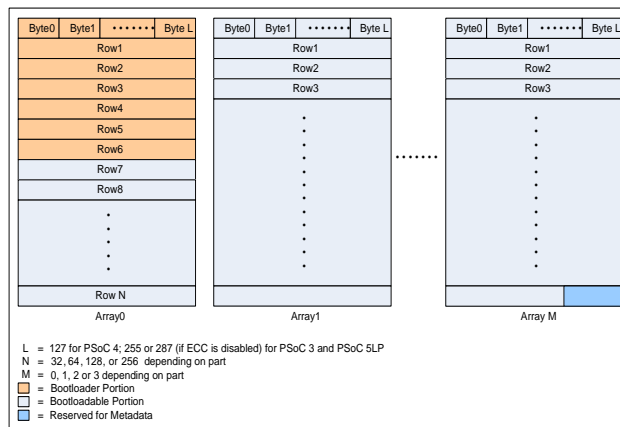 Byte0 Byte1 ....... Byte L
Row1
Row2
Row3
Row4
Row5
Row6
Row7
Row8
Row N
Array0
Byte0 Byte1 ....... Byte L
Row1
Row2
Row3
Array1
.......
Byte0 Byte1 ....... Byte L
Row1
Row2
Row3
Array M
L = 127 for PSoC 4; 255 or 287 (if ECC is disabled) for PSoC 3 and PSoC 5LP
N = 32, 64, 128, or 256 depending on part
M = 0, 1, 2 or 3 depending on part
= Bootloader Portion
= Bootloadable Portion
= Reserved for Metadata